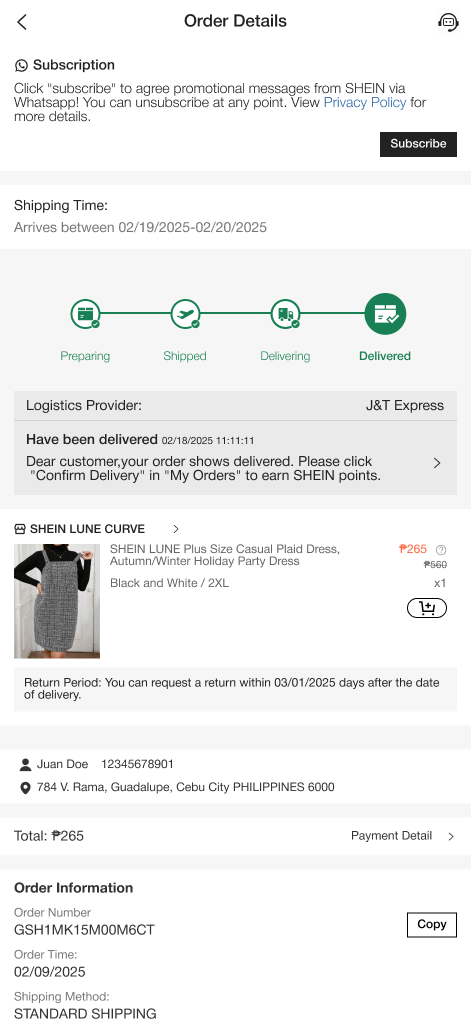 Order Details
Subscription
Click "subscribe" to agree promotional messages from SHEIN via
Whatsapp! You can unsubscribe at any point. View Privacy Policy for
more details.
Subscribe
Shipping Time:
Arrives between 02/19/2025-02/20/2025
Preparing
Shipped
Delivering
Delivered
Logistics Provider:
J&T Express
Have been delivered 02/18/2025 11:11:11
Dear customer,your order shows delivered. Please click
"Confirm Delivery" in "My Orders" to earn SHEIN points.
SHEIN LUNE CURVE
SHEIN LUNE Plus Size Casual Plaid Dress,
Autumn/Winter Holiday Party Dress
₱265
₱560
Black and White / 2XL
x1
Return Period: You can request a return within 03/01/2025 days after the date
of delivery.
Juan Doe 12345678901
784 V. Rama, Guadalupe, Cebu City PHILIPPINES 6000
Total: ₱265
Payment Detail
Order Information
Order Number
GSH1MK15M00M6CT
Copy
Order Time:
02/09/2025
Shipping Method:
STANDARD SHIPPING